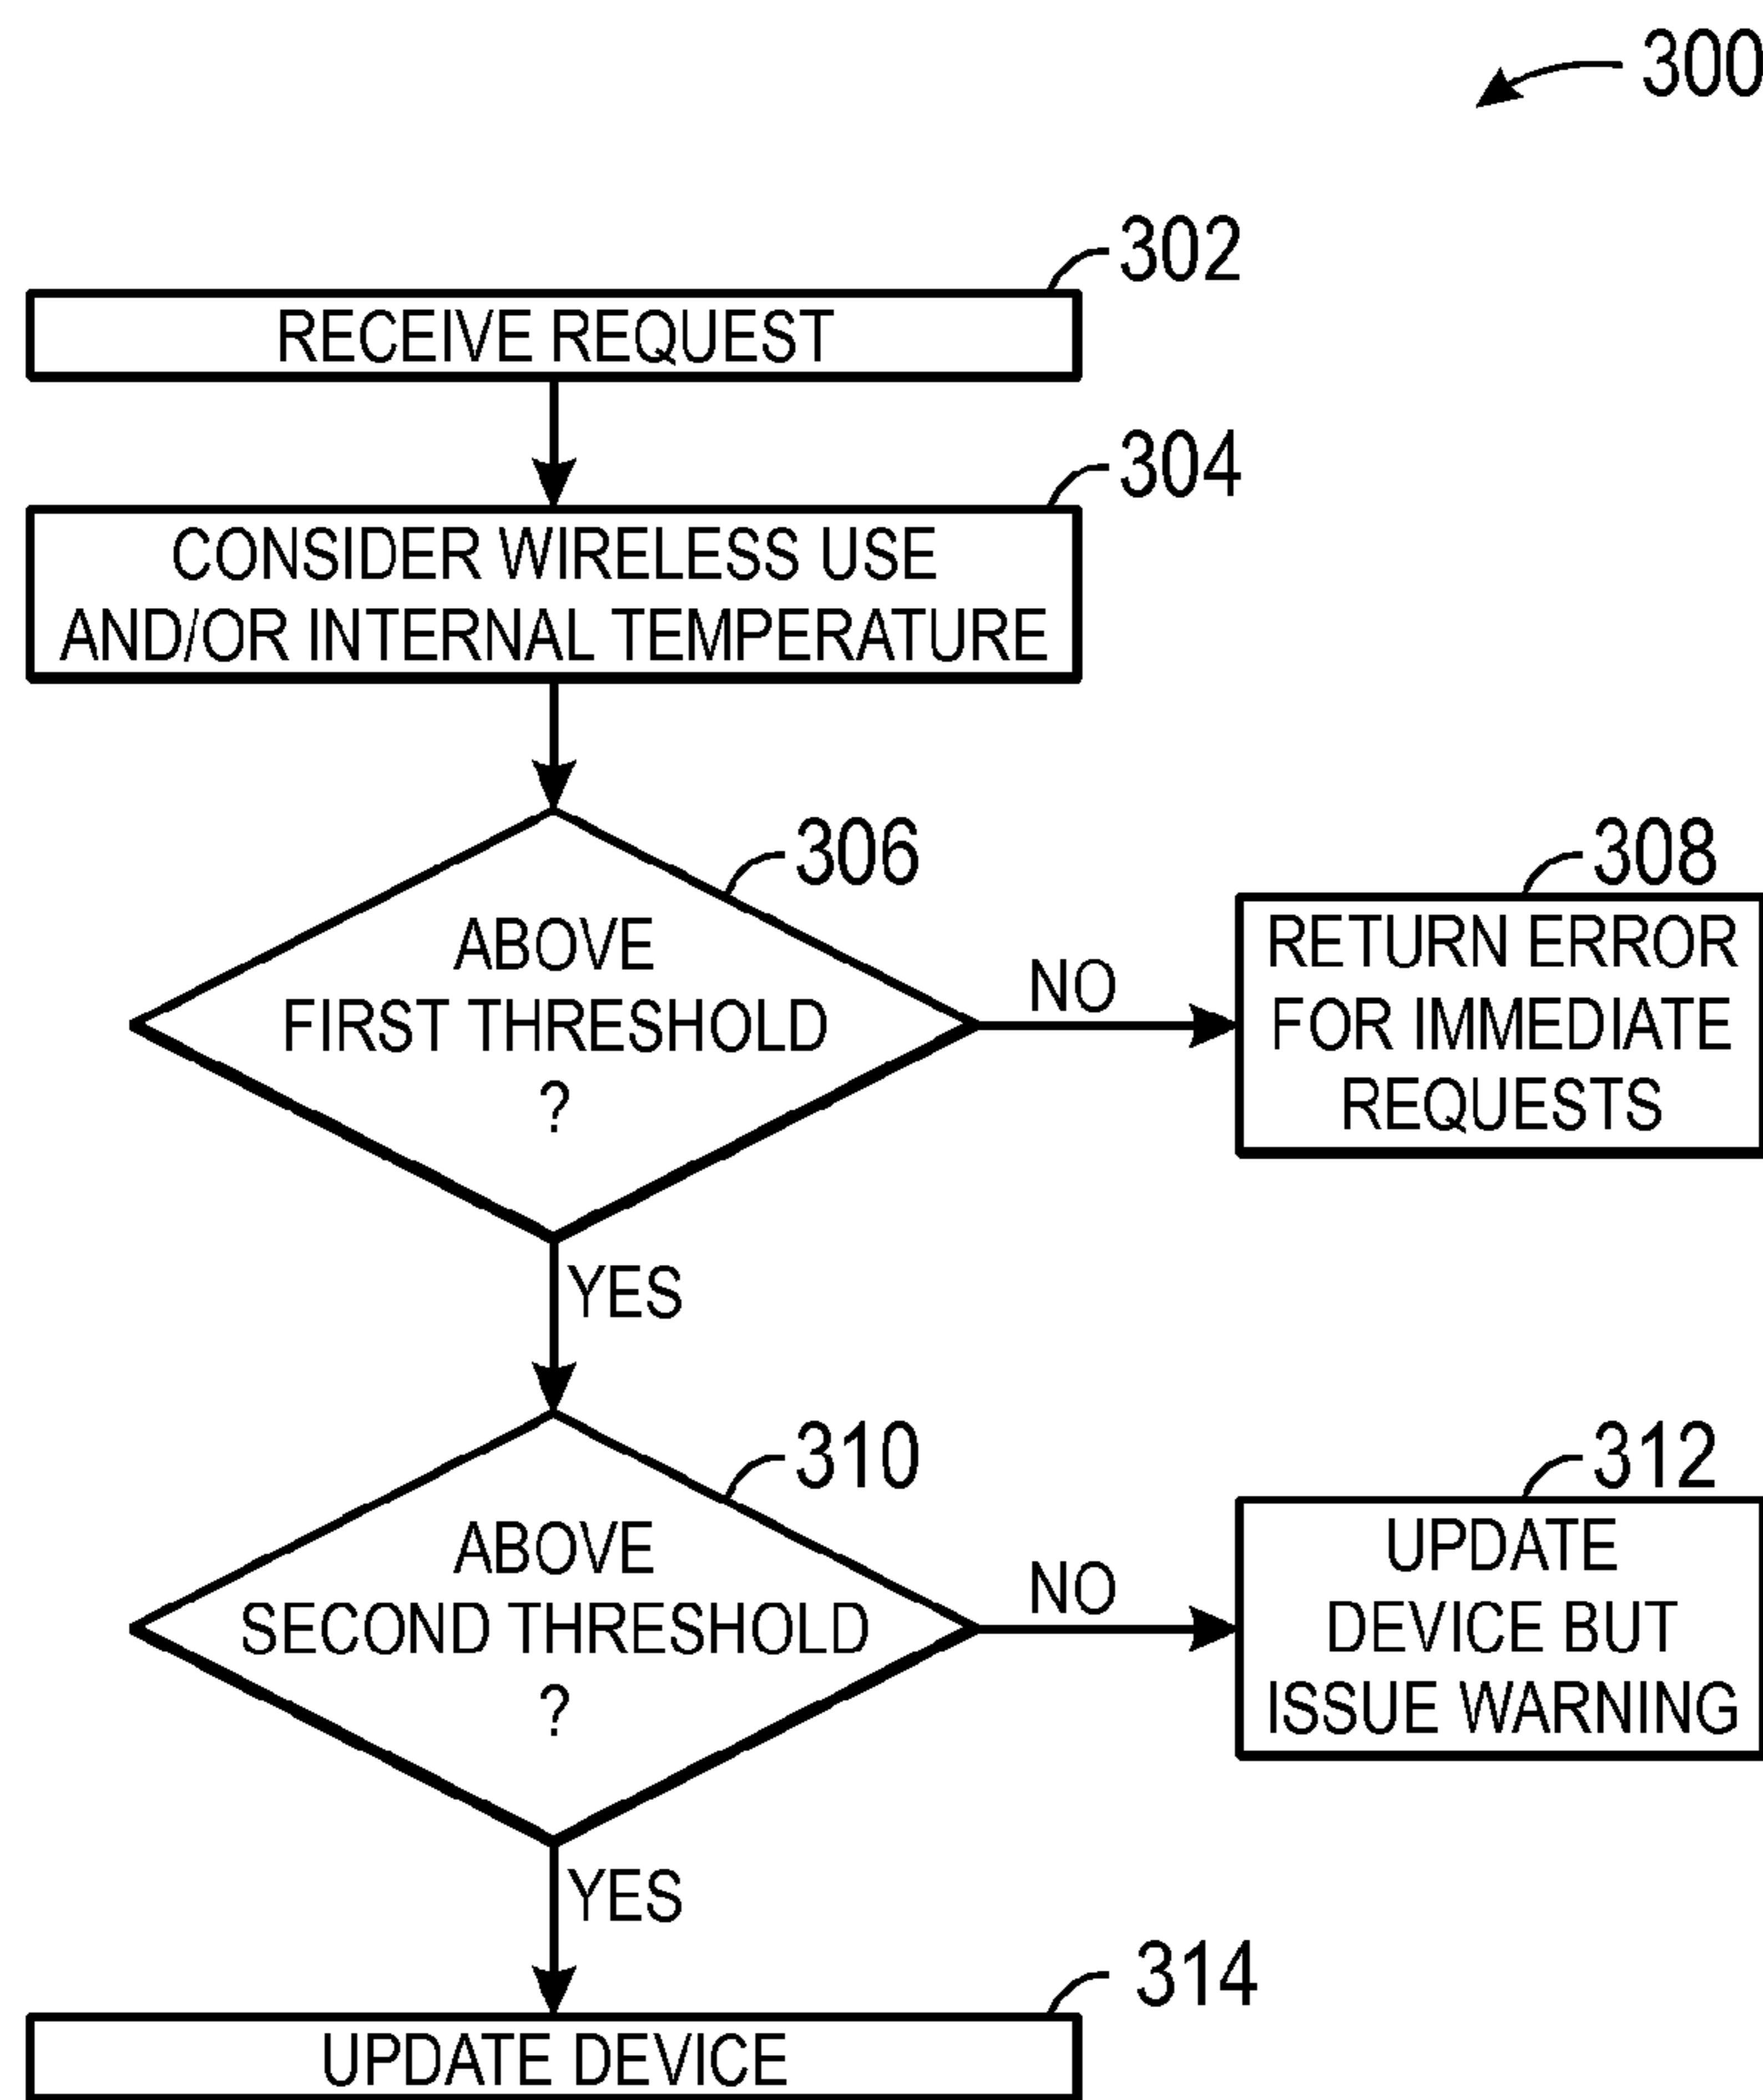 300
302
RECEIVE REQUEST
304
CONSIDER WIRELESS USE
AND/OR INTERNAL TEMPERATURE
306
ABOVE
FIRST THRESHOLD
?
NO
308
RETURN ERROR
FOR IMMEDIATE
REQUESTS
YES
310
ABOVE
SECOND THRESHOLD
?
NO
312
UPDATE
DEVICE BUT
ISSUE WARNING
YES
314
UPDATE DEVICE